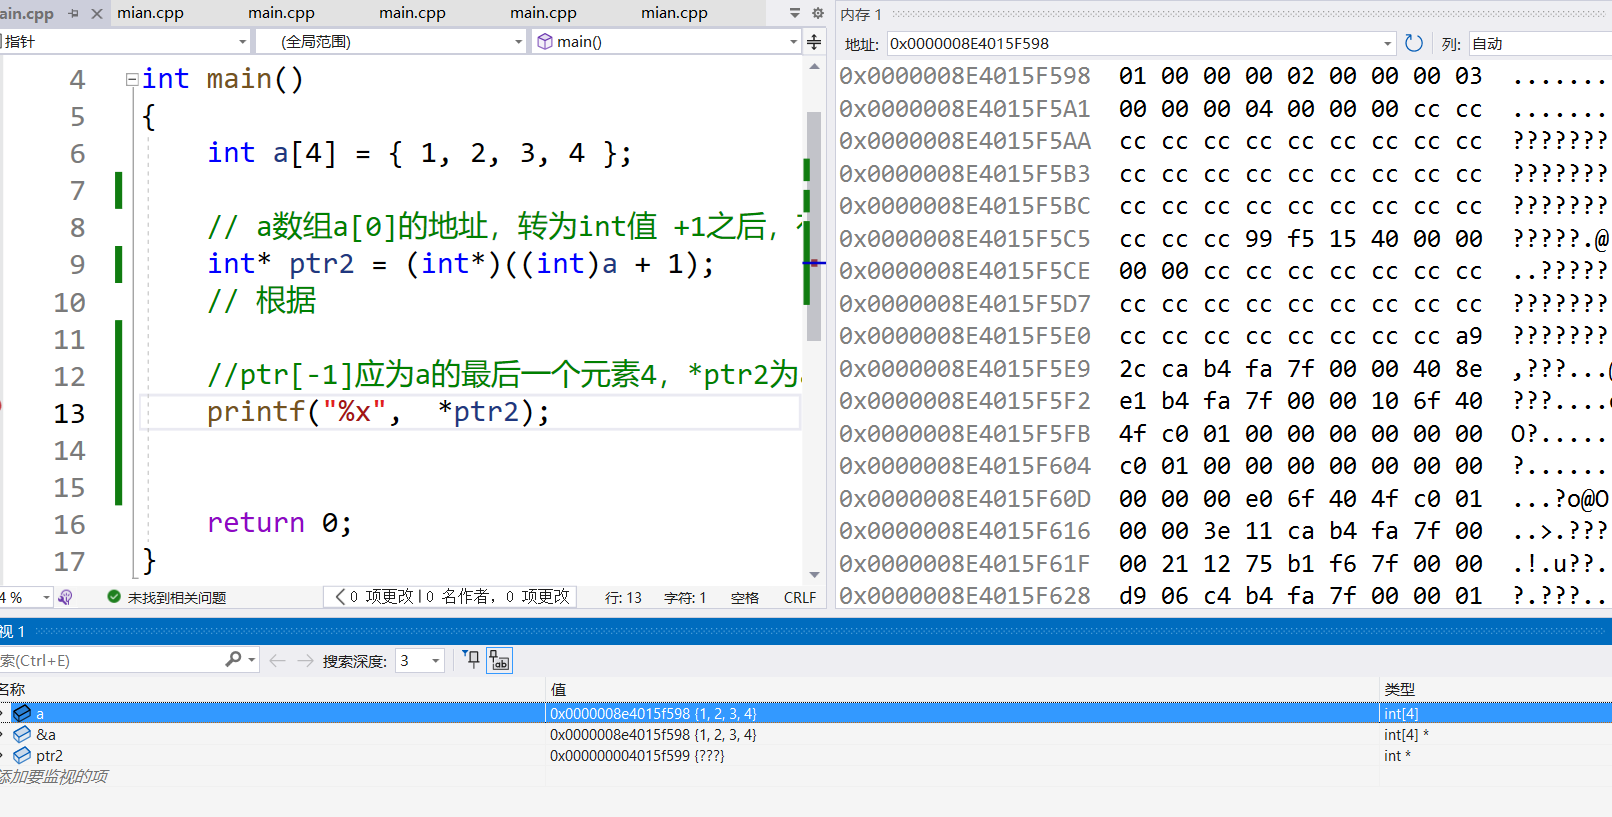 ain.cpp mian.cpp main.cpp main.cpp main.cpp mian.cpp
指针 (全局范围) main()
4 int main()
5 {
6 int a[4] = { 1, 2, 3, 4 };
7
8 // a数组a[0]的地址，转为int值 +1之后，
9 int* ptr2 = (int*)((int)a + 1);
10 // 根据
11
12 //ptr[-1]应为a的最后一个元素4，*ptr2为
13 printf("%x", *ptr2);
14
15
16 return 0;
17 }
4 % 未找到相关问题 0 项更改 | 0 名作者，0 项更改 行: 13 字符: 1 空格 CRLF
内存 1
地址: 0x0000008E4015F598 列: 自动
0x0000008E4015F598 01 00 00 00 02 00 00 00 03 .......
0x0000008E4015F5A1 00 00 00 04 00 00 00 cc cc .......
0x0000008E4015F5AA cc cc cc cc cc cc cc cc cc ???????
0x0000008E4015F5B3 cc cc cc cc cc cc cc cc cc ???????
0x0000008E4015F5BC cc cc cc cc cc cc cc cc cc ???????
0x0000008E4015F5C5 cc cc cc 99 f5 15 40 00 00 ?????.@
0x0000008E4015F5CE 00 00 cc cc cc cc cc cc cc ..?????
0x0000008E4015F5D7 cc cc cc cc cc cc cc cc cc ???????
0x0000008E4015F5E0 cc cc cc cc cc cc cc cc a9 ???????
0x0000008E4015F5E9 2c ca b4 fa 7f 00 00 40 8e ,???...
0x0000008E4015F5F2 e1 b4 fa 7f 00 00 10 6f 40 ???....
0x0000008E4015F5FB 4f c0 01 00 00 00 00 00 00 O?.....
0x0000008E4015F604 c0 01 00 00 00 00 00 00 00 ?......
0x0000008E4015F60D 00 00 00 e0 6f 40 4f c0 01 ...?o@O
0x0000008E4015F616 00 00 3e 11 ca b4 fa 7f 00 ..>.???
0x0000008E4015F61F 00 21 12 75 b1 f6 7f 00 00 .!.u??.
0x0000008E4015F628 d9 06 c4 b4 fa 7f 00 00 01 ?.???..
视 1
索(Ctrl+E) 搜索深度: 3
名称 值 类型
a 0x0000008e4015f598 {1, 2, 3, 4} int[4]
&a 0x0000008e4015f598 {1, 2, 3, 4} int[4] *
ptr2 0x000000004015f599 {???} int *
添加要监视的项